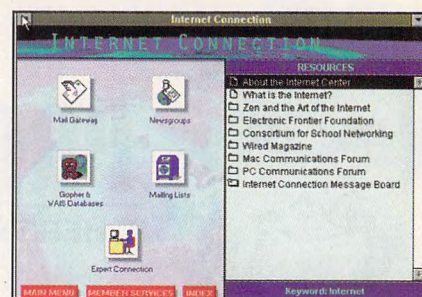 Internet Connection
INTERNET CONNECTION
Mail Gateway
Newsgroups
Gopher &
WAIS Databases
Mailing Lists
Expert Connection
MAIN MENU
MEMBER SERVICES
INDEX
RESOURCES
About the Internet Center
What is the Internet?
Zen and the Art of the Internet
Electronic Frontier Foundation
Consortium for School Networking
Wired Magazine
Mac Communications Forum
PC Communications Forum
Internet Connection Message Board
Keyword: Internet